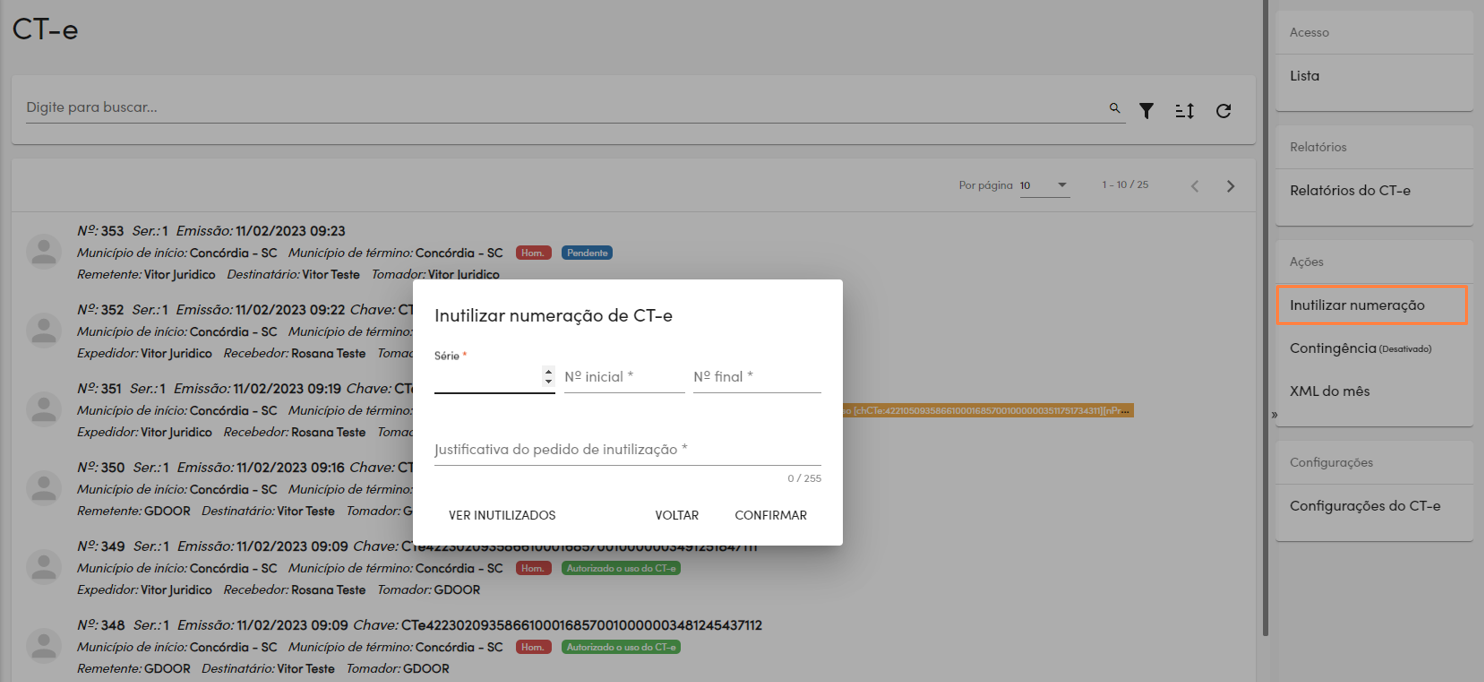 CT-e
Digite para buscar...
Por página 10 1 - 10 / 25
Nº: 353 Ser.: 1 Emissão: 11/02/2023 09:23
Município de início: Concórdia - SC Município de término: Concórdia - SC Hom. Pendente
Remetente: Vitor Juridico Destinatário: Vitor Teste Tomador: Vitor Juridico
Nº: 352 Ser.: 1 Emissão: 11/02/2023 09:22 Chave: CT
Município de início: Concórdia - SC Município de término:
Expedidor: Vitor Juridico Recebedor: Rosana Teste Tomad
Nº: 351 Ser.: 1 Emissão: 11/02/2023 09:19 Chave: CTe
Município de início: Concórdia - SC Município de término:
Expedidor: Vitor Juridico Recebedor: Rosana Teste Tomad
Nº: 350 Ser.: 1 Emissão: 11/02/2023 09:16 Chave: CT
Município de início: Concórdia - SC Município de término:
Remetente: GDOOR Destinatário: Vitor Teste Tomador: G
Nº: 349 Ser.: 1 Emissão: 11/02/2023 09:09 Chave:
Município de início: Concórdia - SC Município de término: Concórdia - SC Hom. Autorizado o uso do CT-e
Expedidor: Vitor Juridico Recebedor: Rosana Teste Tomador: GDOOR
Nº: 348 Ser.: 1 Emissão: 11/02/2023 09:09 Chave: CTe42230209358661000168570010000003481245437112
Município de início: Concórdia - SC Município de término: Concórdia - SC Hom. Autorizado o uso do CT-e
Remetente: GDOOR Destinatário: Vitor Teste Tomador: GDOOR
Inutilizar numeração de CT-e
Série *
Nº inicial * Nº final *
Justificativa do pedido de inutilização *
0 / 255
VER INUTILIZADOS VOLTAR CONFIRMAR
Acesso
Lista
Relatórios
Relatórios do CT-e
Ações
Inutilizar numeração
Contingência (Desativado)
XML do mês
»
Configurações
Configurações do CT-e